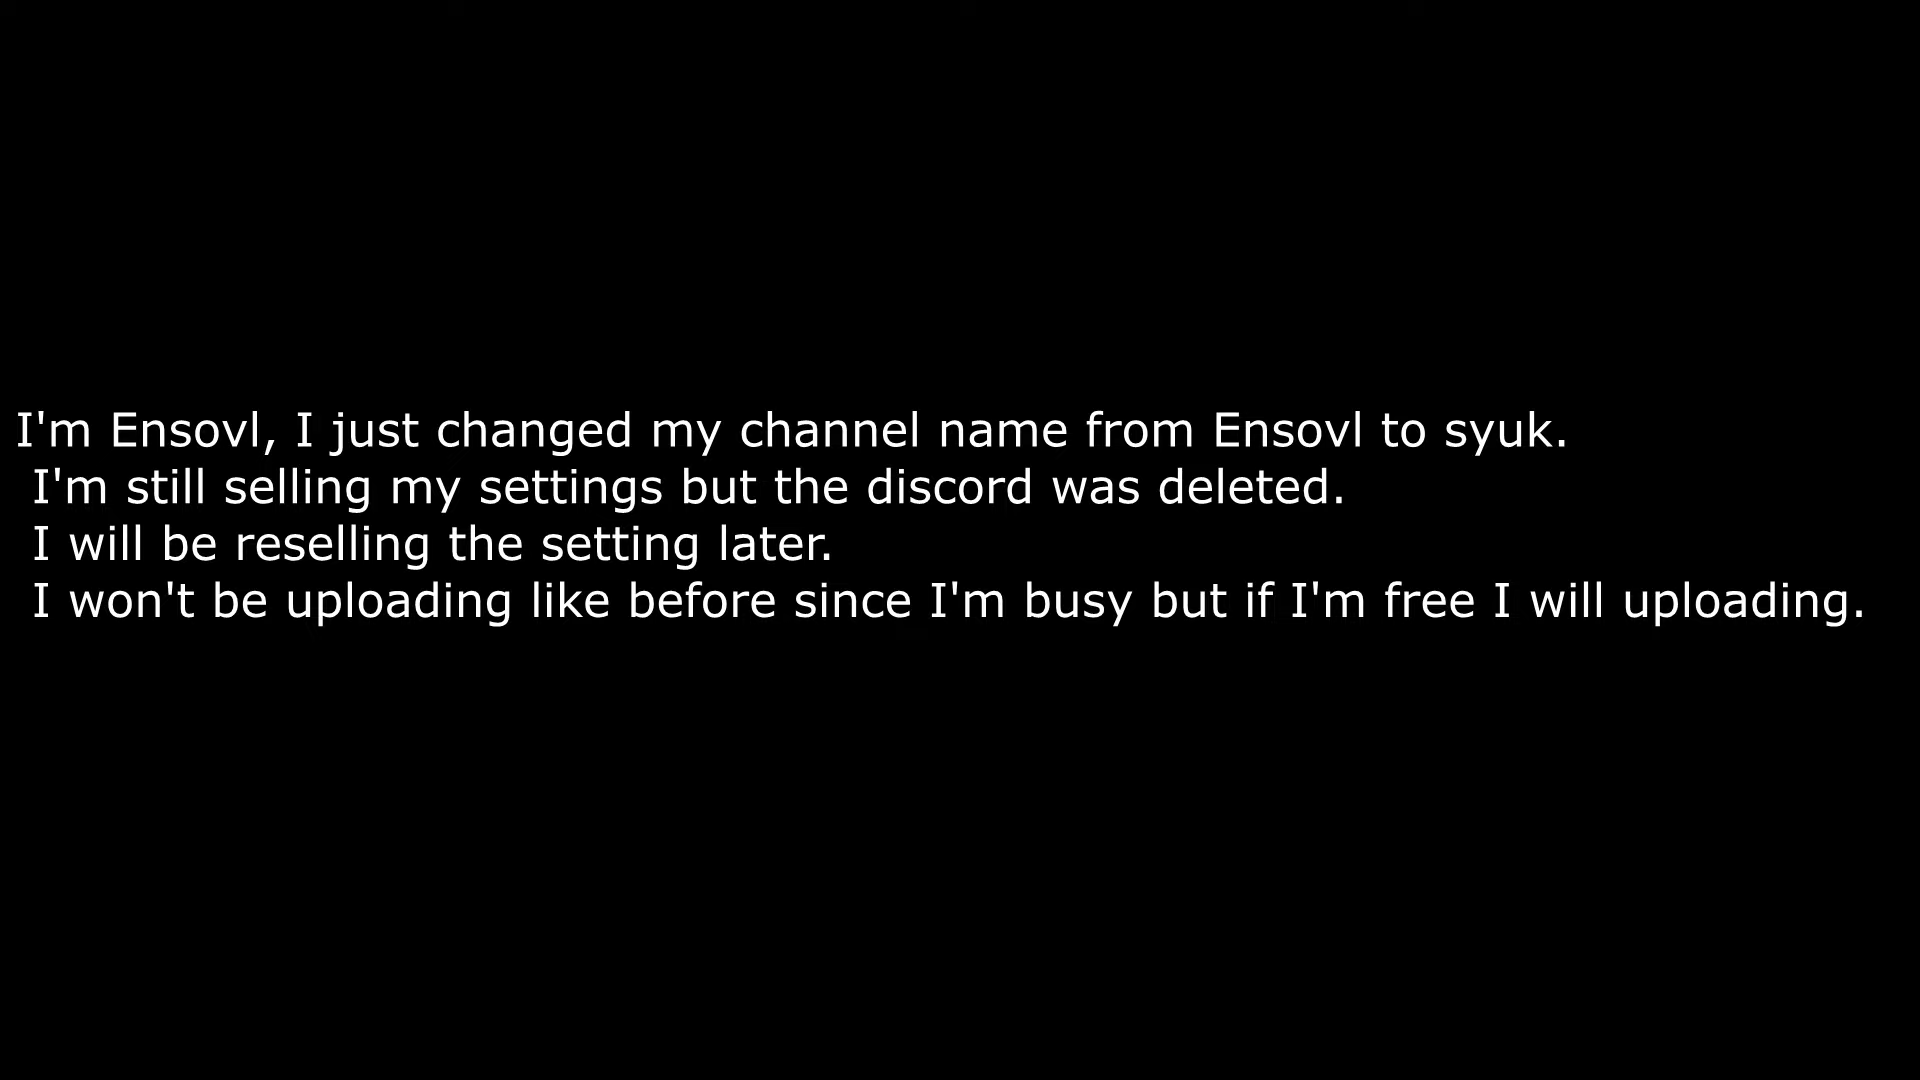 I'm Ensovl, I just changed my channel name from Ensovl to syuk.
I'm still selling my settings but the discord was deleted.
I will be reselling the setting later.
I won't be uploading like before since I'm busy but if I'm free I will uploading.